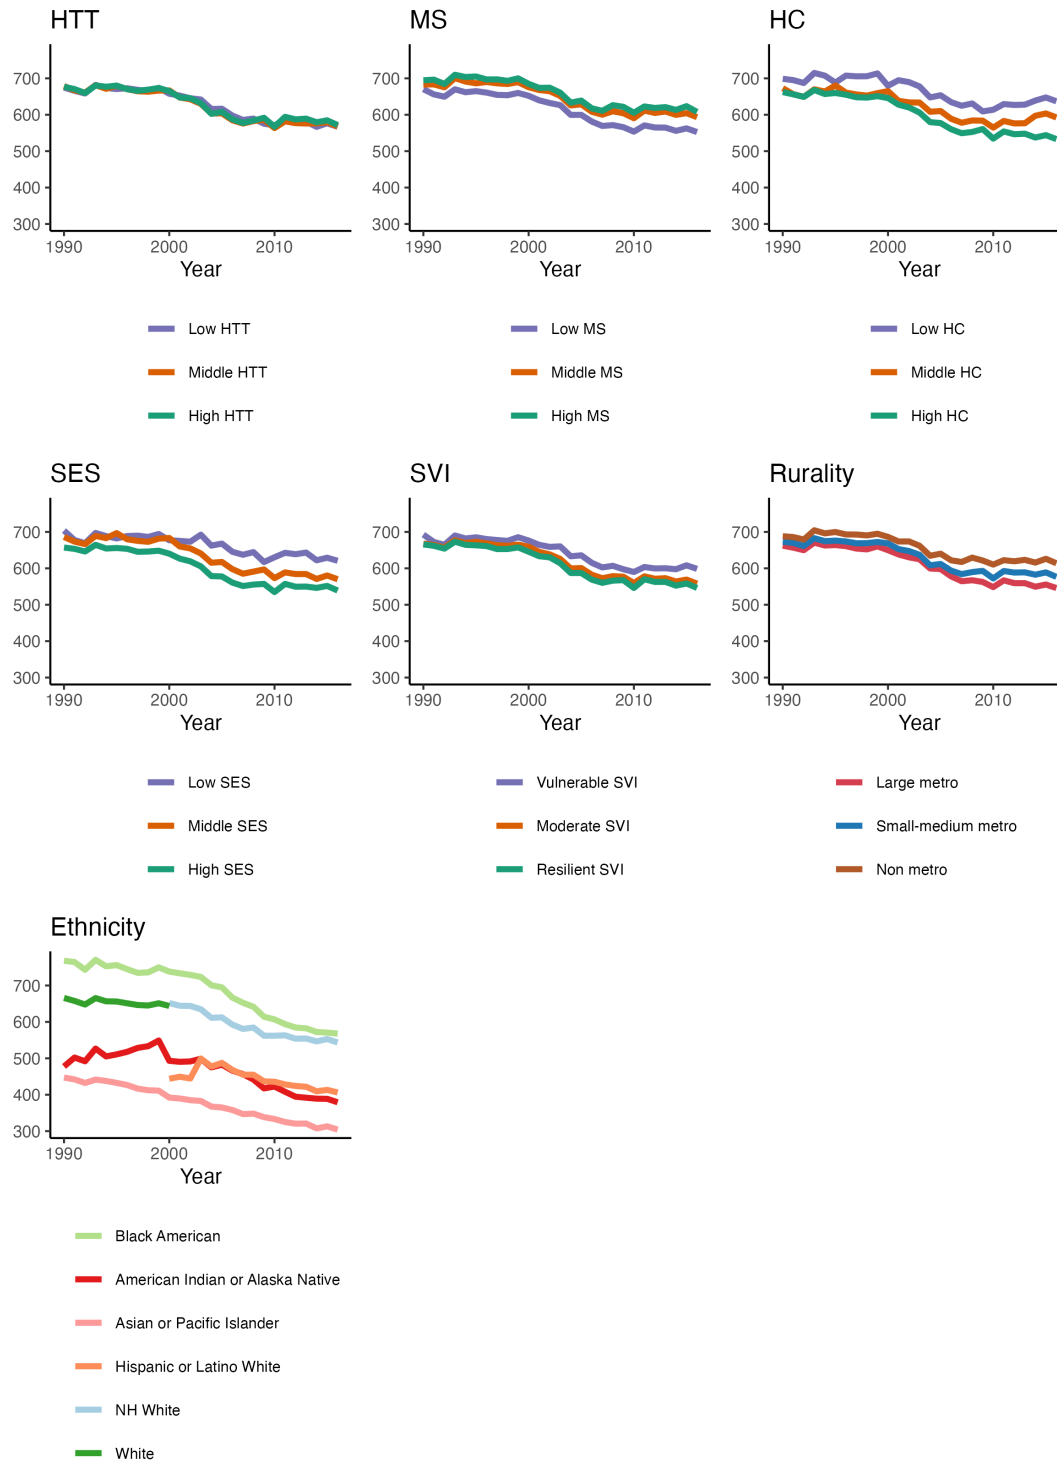 HTT
MS
HC
700
600
500
400
300
1990
2000
2010
Year
700
600
500
400
300
1990
2000
2010
Year
700
600
500
400
300
1990
2000
2010
Year
Low HTT
Middle HTT
High HTT
Low MS
Middle MS
High MS
Low HC
Middle HC
High HC
SES
SVI
Rurality
700
600
500
400
300
1990
2000
2010
Year
700
600
500
400
300
1990
2000
2010
Year
700
600
500
400
300
1990
2000
2010
Year
Low SES
Middle SES
High SES
Vulnerable SVI
Moderate SVI
Resilient SVI
Large metro
Small-medium metro
Non metro
Ethnicity
700
600
500
400
300
1990
2000
2010
Year
Black American
American Indian or Alaska Native
Asian or Pacific Islander
Hispanic or Latino White
NH White
White